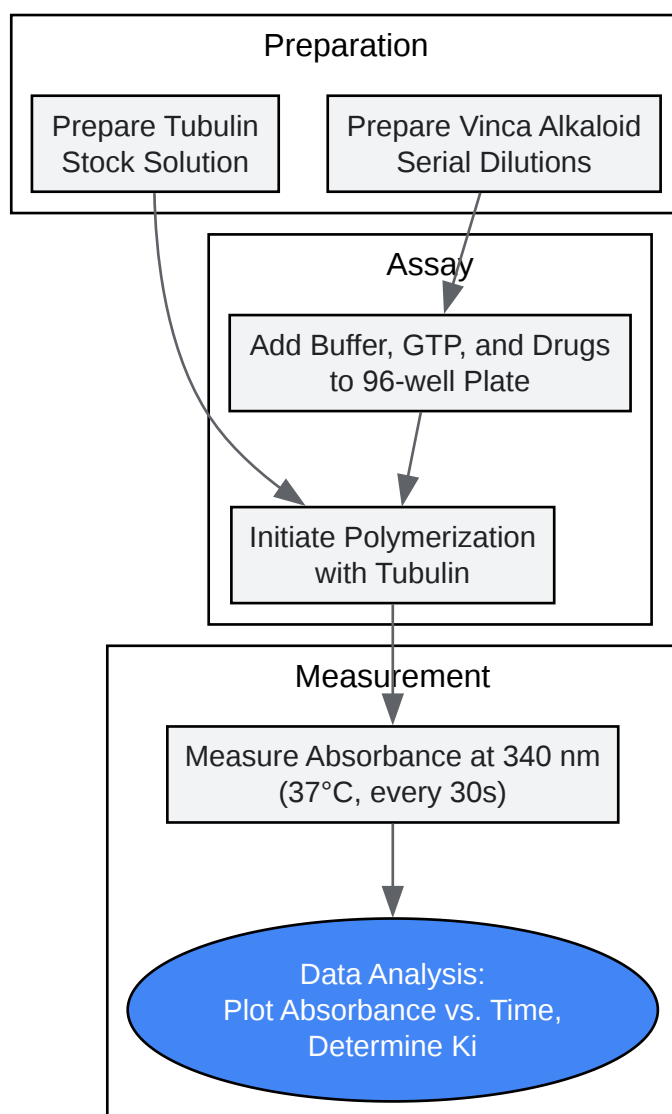 Preparation
Prepare Tubulin
Stock Solution
Prepare Vinca Alkaloid
Serial Dilutions
Assay
Add Buffer, GTP, and Drugs
to 96-well Plate
Initiate Polymerization
with Tubulin
Measurement
Measure Absorbance at 340 nm
(37°C, every 30s)
Data Analysis:
Plot Absorbance vs. Time,
Determine Ki